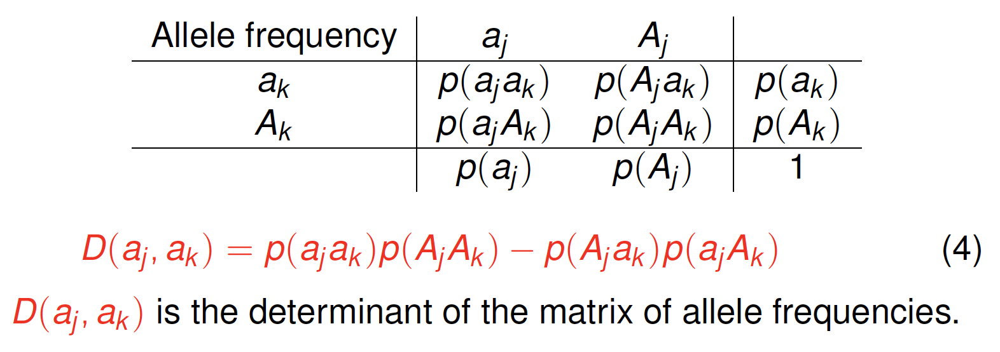 Allele frequency a_j A_j
a_k p(a_j a_k) p(A_j a_k) p(a_k)
A_k p(a_j A_k) p(A_j A_k) p(A_k)
p(a_j) p(A_j) 1
D(a_j, a_k) = p(a_j a_k)p(A_j A_k) − p(A_j a_k)p(a_j A_k) (4)
D(a_j, a_k) is the determinant of the matrix of allele frequencies.